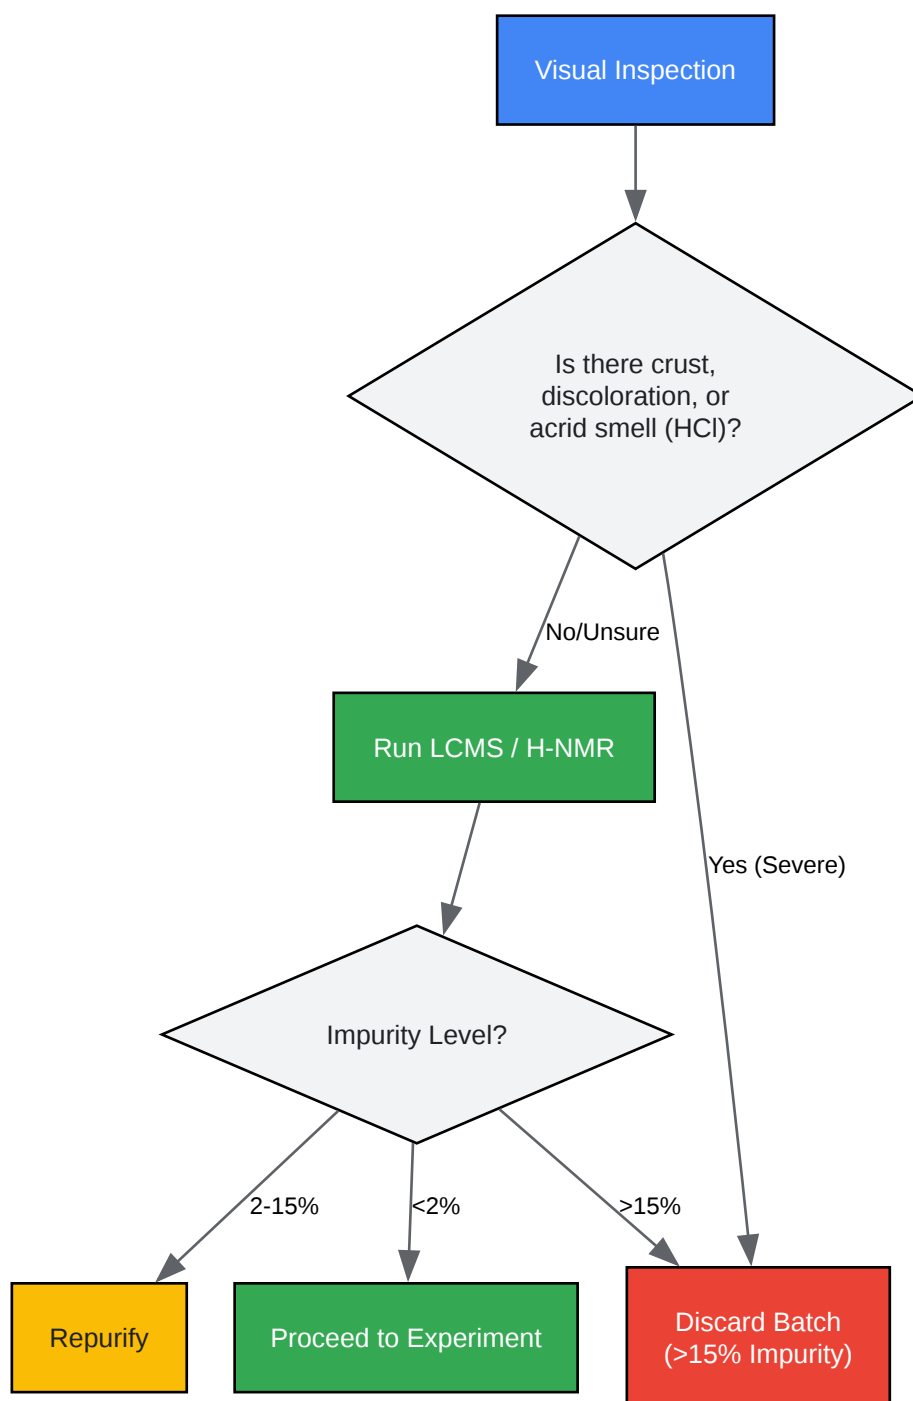 Visual Inspection
Is there crust,
discoloration, or
acrid smell (HCl)?
No/Unsure
Run LCMS / H-NMR
Yes (Severe)
Impurity Level?
2-15%
<2%
>15%
Repurify
Proceed to Experiment
Discard Batch
(>15% Impurity)